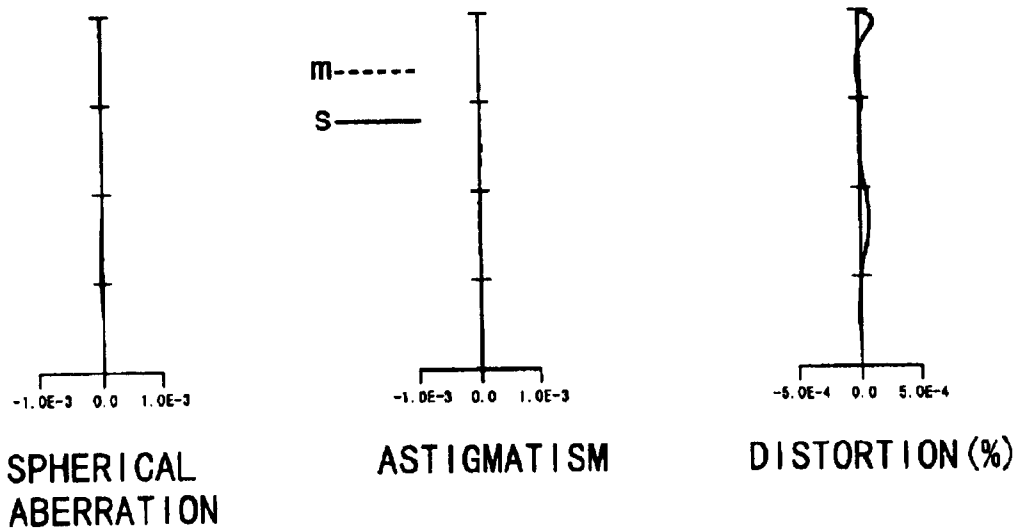 m
s
-1.0E-3 0.0 1.0E-3
-1.0E-3 0.0 1.0E-3
-5.0E-4 0.0 5.0E-4
SPHERICAL
ABERRATION
ASTIGMATISM
DISTORTION(%)